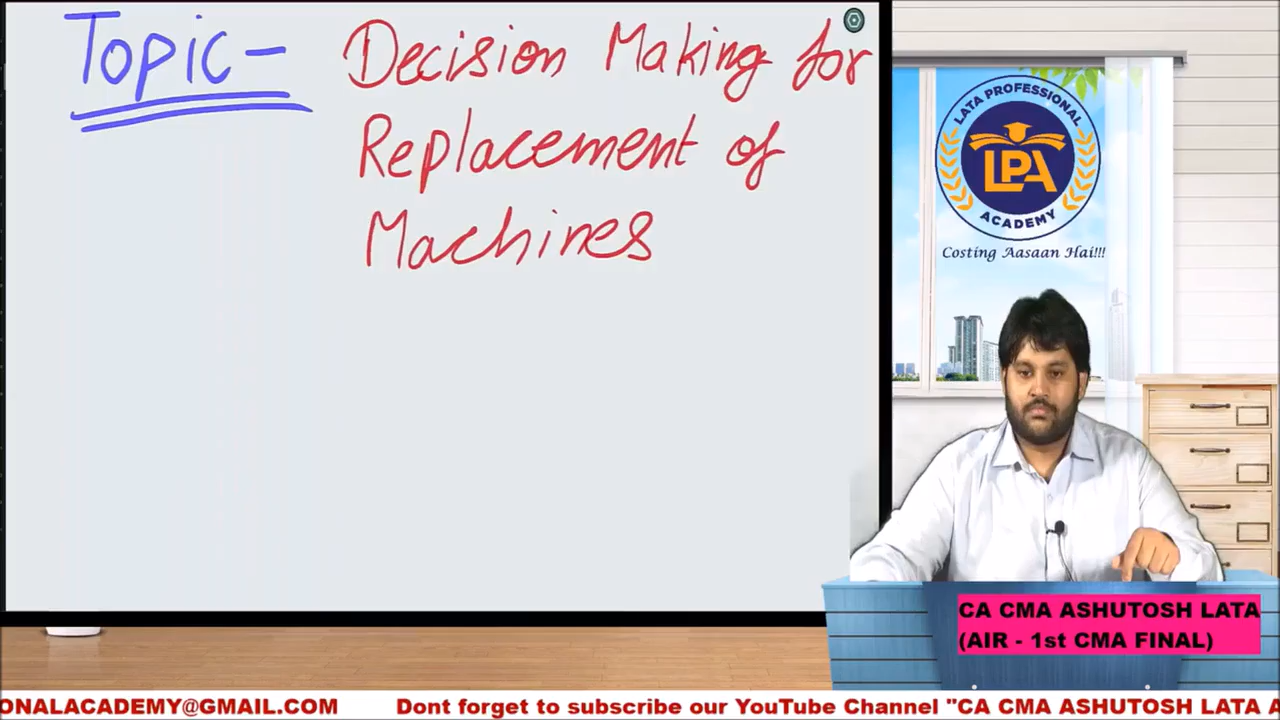 Topic - Decision Making for
Replacement of
Machines
LATA PROFESSIONAL
LPA
ACADEMY
Costing Aasaan Hai!!!
CA CMA ASHUTOSH LATA
(AIR - 1st CMA FINAL)
ONALACADEMY@GMAIL.COM Dont forget to subscribe our YouTube Channel "CA CMA ASHUTOSH LATA A